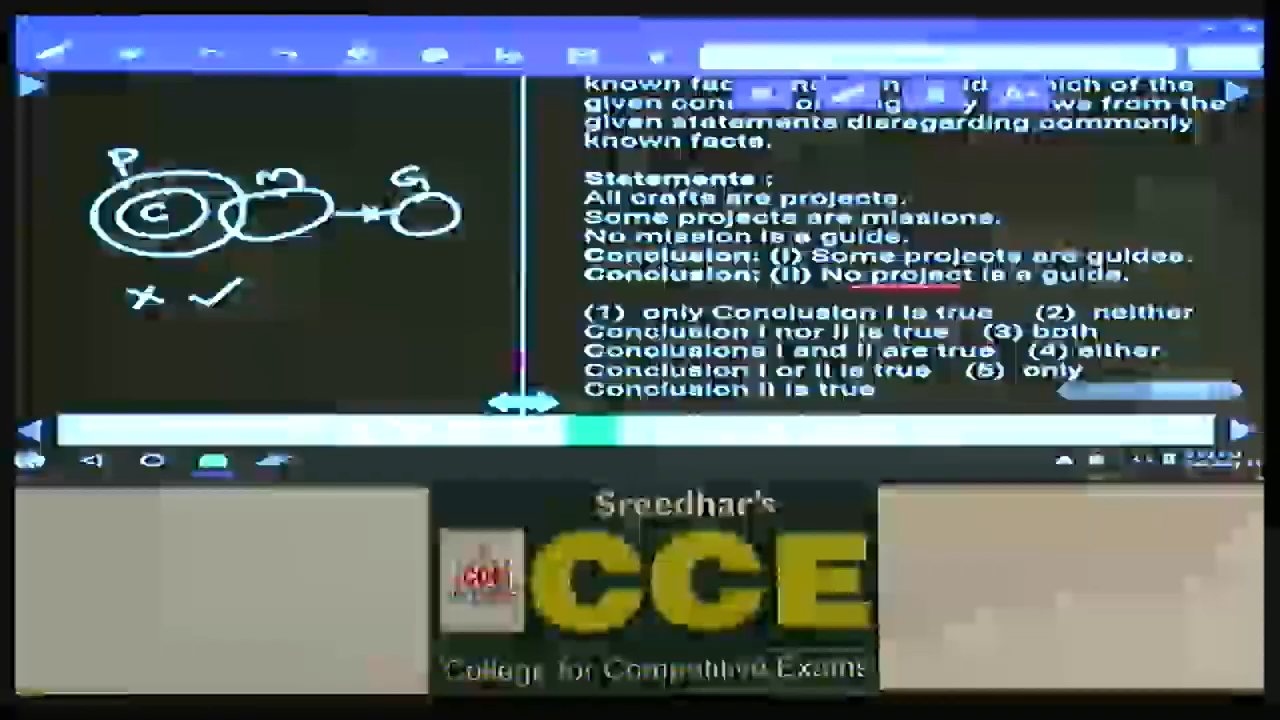 known
given
given statements disregarding commonly
known facts.
Statements :
All crafts are projects.
Some projects are missions.
No mission is a guide.
Conclusion: (I) Some projects are guides.
Conclusion: (II) No project is a guide.
(1) only Conclusion I is true (2) neither
Conclusion I nor II is true (3) both
Conclusions I and II are true (4) either
Conclusion I or II is true (5) only
Conclusion II is true
P
C
M
G
Sreedhar's
CCE
College for Competitive Exams